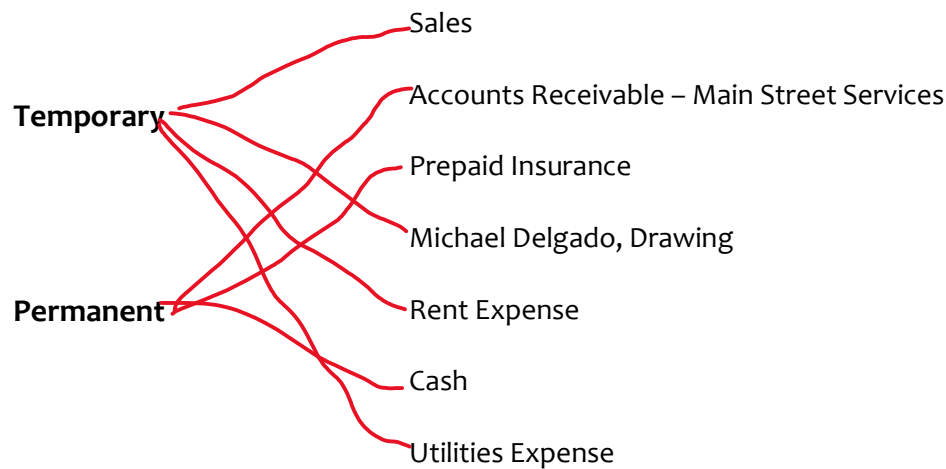 Sales
Accounts Receivable – Main Street Services
Temporary
Prepaid Insurance
Michael Delgado, Drawing
Permanent
Rent Expense
Cash
Utilities Expense